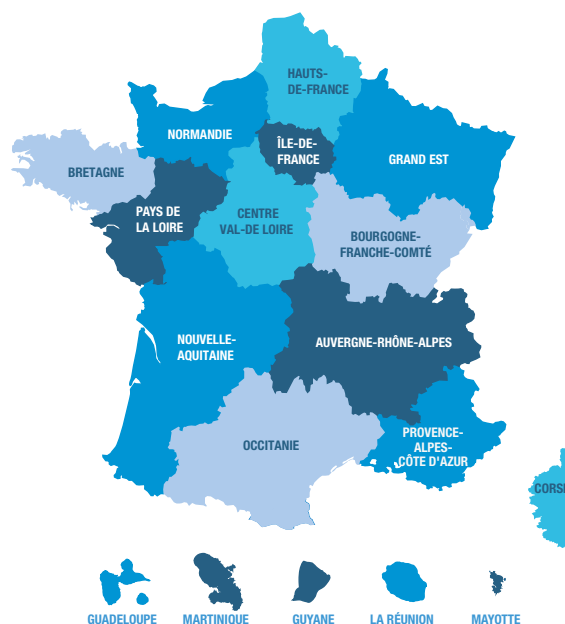 HAUTS-
DE-FRANCE
NORMANDIE
ÎLE-DE-
FRANCE
GRAND EST
BRETAGNE
PAYS DE
LA LOIRE
CENTRE
VAL-DE LOIRE
BOURGOGNE-
FRANCHE-COMTÉ
NOUVELLE-
AQUITAINE
AUVERGNE-RHÔNE-ALPES
OCCITANIE
PROVENCE-
ALPES-
CÔTE D'AZUR
CORSE
GUADELOUPE
MARTINIQUE
GUYANE
LA RÉUNION
MAYOTTE